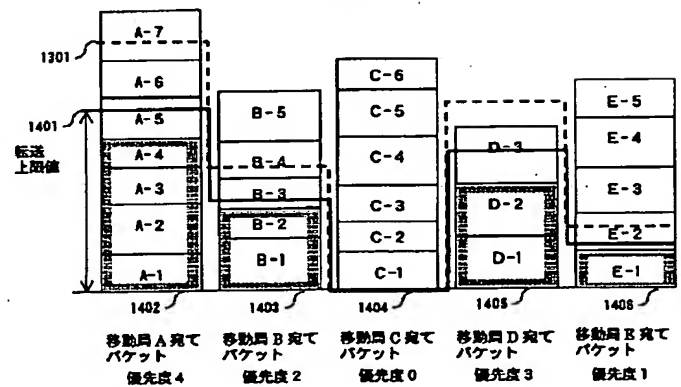 1301
1401
転送
上限値
A-7
A-6
A-5
A-4
A-3
A-2
A-1
B-5
B-4
B-3
B-2
B-1
C-6
C-5
C-4
C-3
C-2
C-1
D-3
D-2
D-1
E-5
E-4
E-3
E-2
E-1
1402
1403
1404
1405
1406
移動局A宛て
パケット
優先度4
移動局B宛て
パケット
優先度2
移動局C宛て
パケット
優先度0
移動局D宛て
パケット
優先度3
移動局E宛て
パケット
優先度1